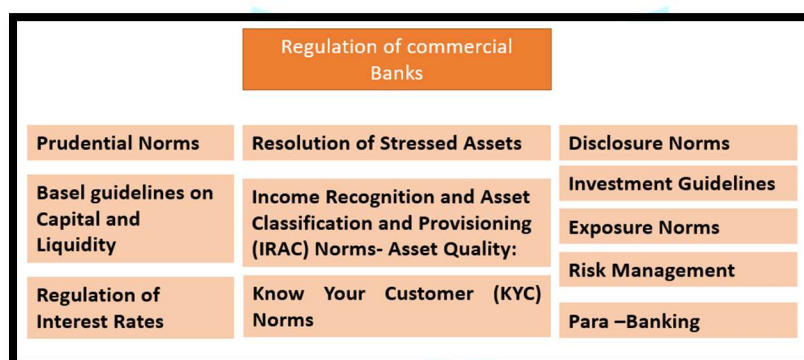 Regulation of commercial
Banks
Prudential Norms
Basel guidelines on
Capital and
Liquidity
Regulation of
Interest Rates
Resolution of Stressed Assets
Income Recognition and Asset
Classification and Provisioning
(IRAC) Norms- Asset Quality:
Know Your Customer (KYC)
Norms
Disclosure Norms
Investment Guidelines
Exposure Norms
Risk Management
Para –Banking